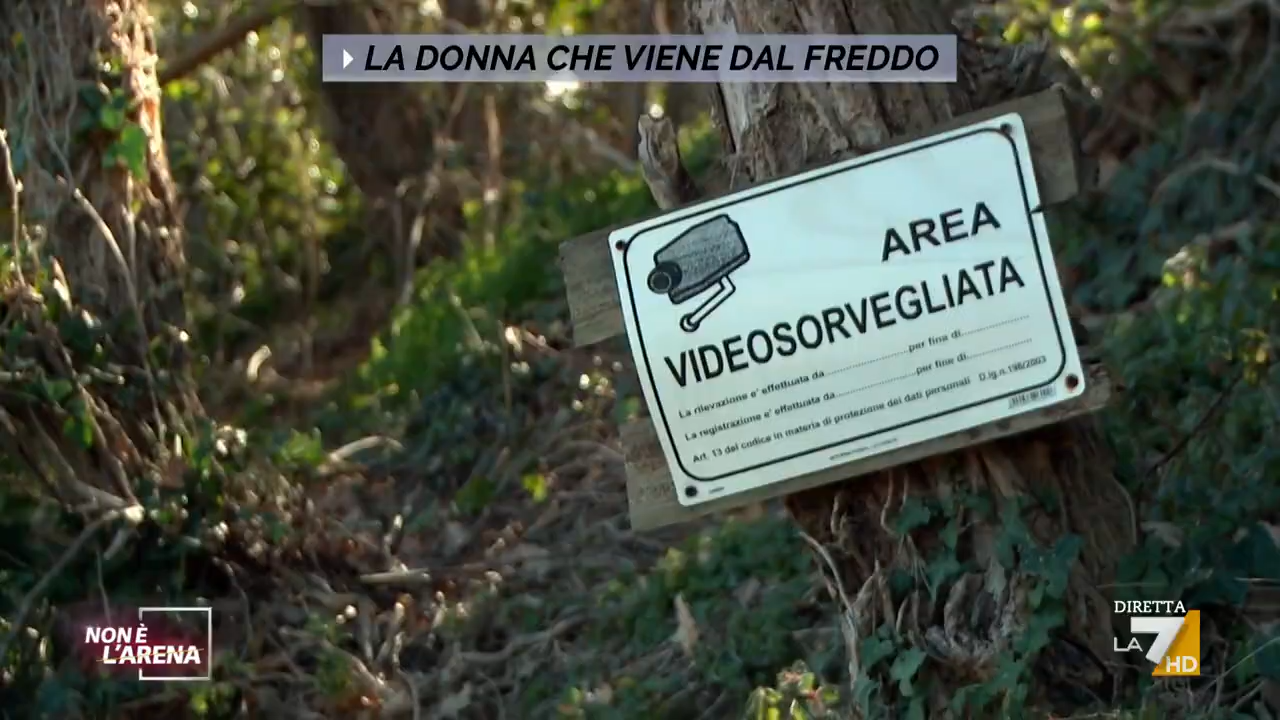 LA DONNA CHE VIENE DAL FREDDO
AREA
VIDEOSORVEGLIATA
La rilevazione e' effettuata da....................per fine di....................
La registrazione e' effettuata da....................per fine di....................
Art. 13 del codice in materia di protezione dei dati personali D.lg.n.196/2003
NON È
L'ARENA
DIRETTA
LA7
HD